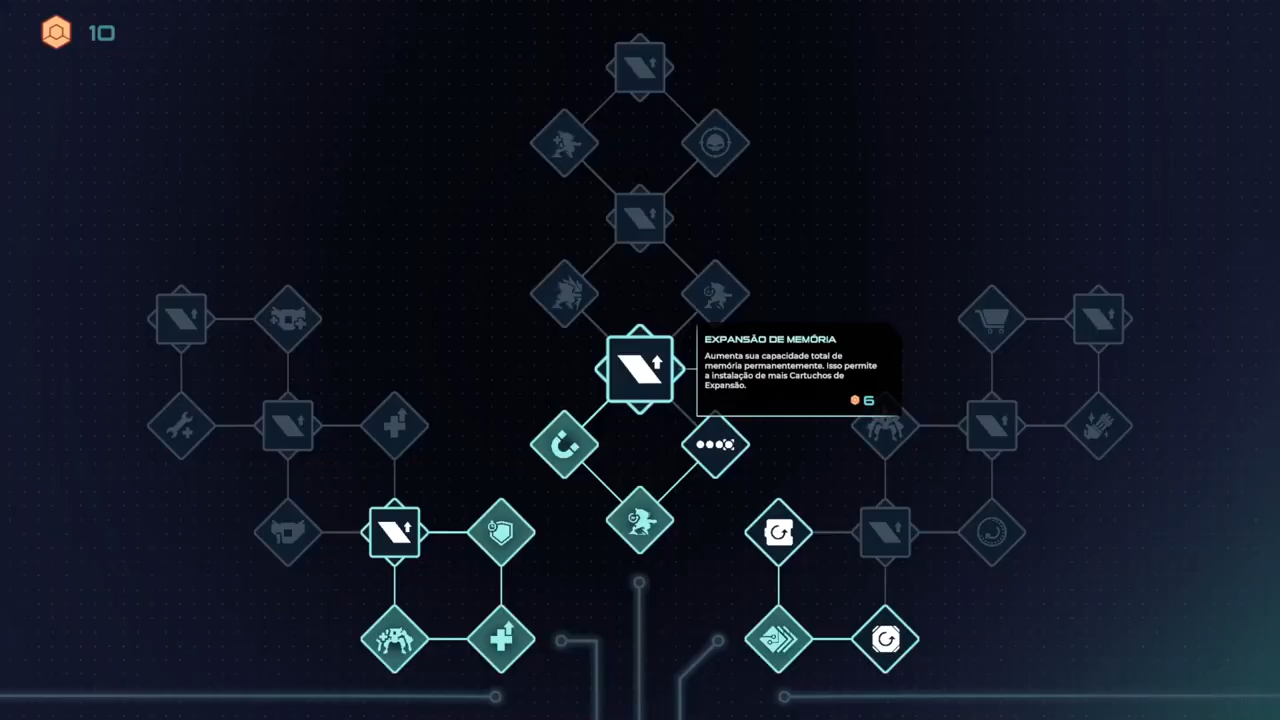 10
EXPANSÃO DE MEMÓRIA
Aumenta sua capacidade total de
memória permanentemente. Isso permite
a instalação de mais Cartuchos de
Expansão.
6